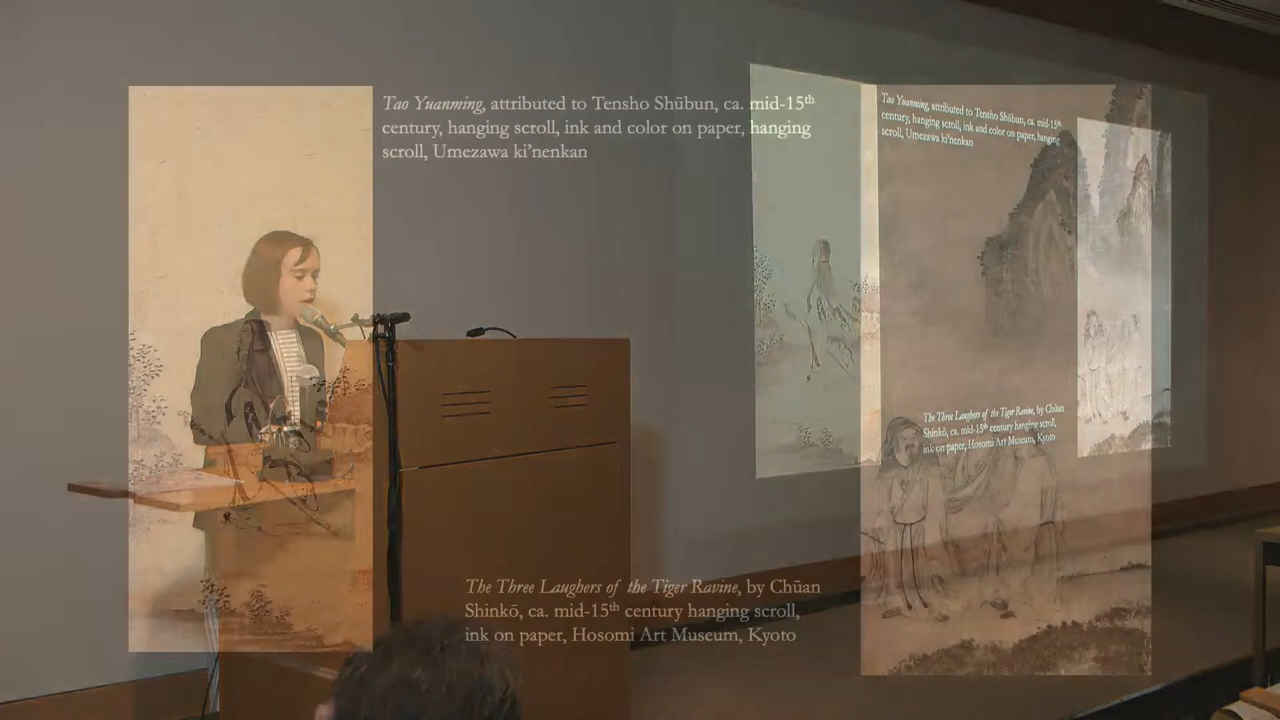 Tao Yuanming, attributed to Tensho Shūbun, ca. mid-15th
century, hanging scroll, ink and color on paper, hanging
scroll, Umezawa ki’nenkan
Tao Yuanming, attributed to Tensho Shūbun, ca. mid-15th
century, hanging scroll, ink and color on paper, hanging
scroll, Umezawa ki’nenkan
The Three Laughers of the Tiger Ravine, by Chūan
Shinkō, ca. mid-15th century hanging scroll,
ink on paper, Hosomi Art Museum, Kyoto
The Three Laughers of the Tiger Ravine, by Chūan
Shinkō, ca. mid-15th century hanging scroll,
ink on paper, Hosomi Art Museum, Kyoto